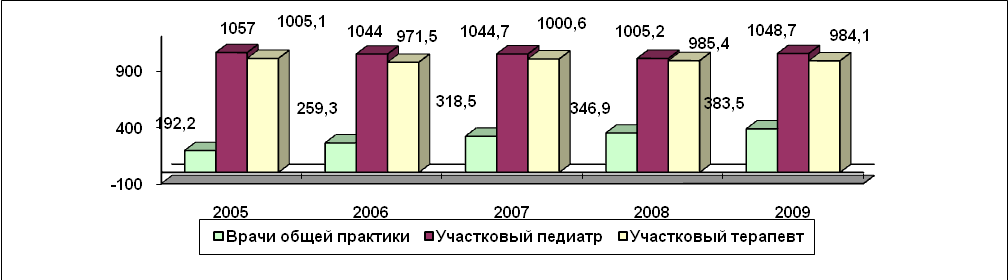 1057 1005,1 1044 971,5 1044,7 1000,6 1005,2 985,4 1048,7 984,1
900
192,2 259,3 318,5 346,9 383,5
400
-100
2005 2006 2007 2008 2009
Врачи общей практики Участковый педиатр Участковый терапевт